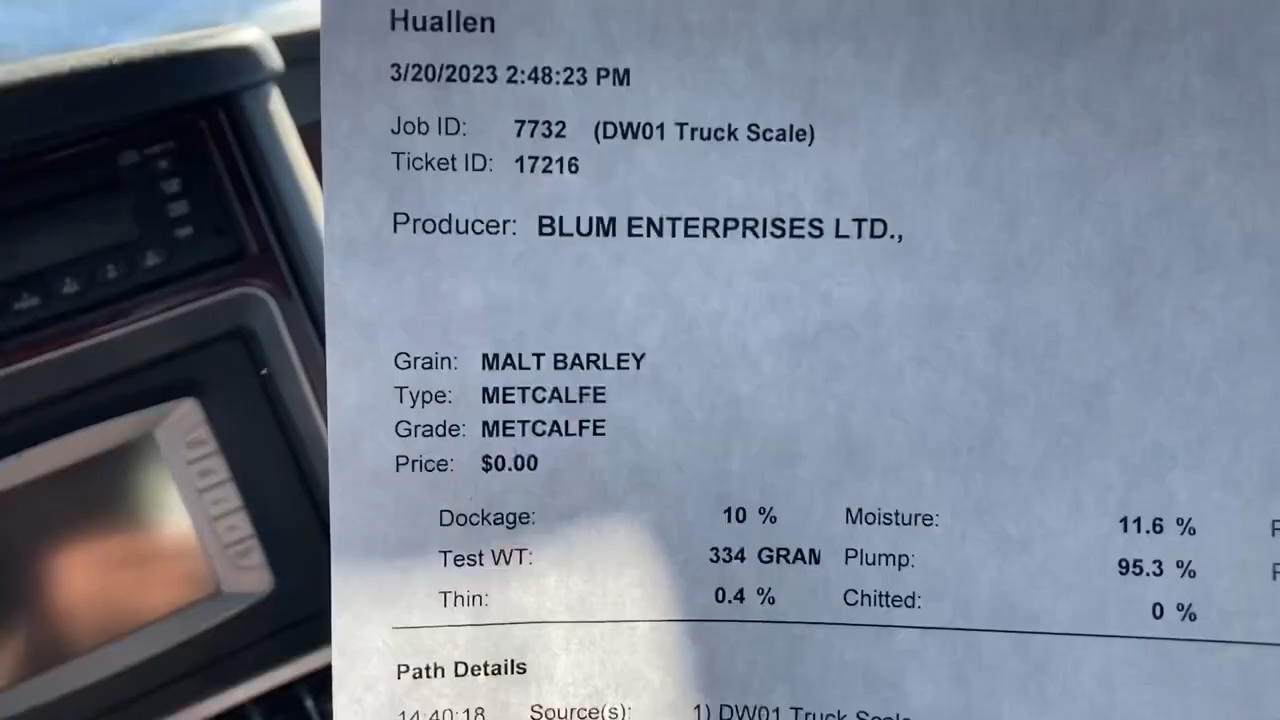 Huallen
3/20/2023 2:48:23 PM
Job ID: 7732 (DW01 Truck Scale)
Ticket ID: 17216
Producer: BLUM ENTERPRISES LTD.,
Grain: MALT BARLEY
Type: METCALFE
Grade: METCALFE
Price: $0.00
Dockage: 10 % Moisture: 11.6 %
Test WT: 334 GRAM Plump: 95.3 %
Thin: 0.4 % Chitted: 0 %
Path Details
14:40:18 Source(s): 1) DW01 Truck Scale